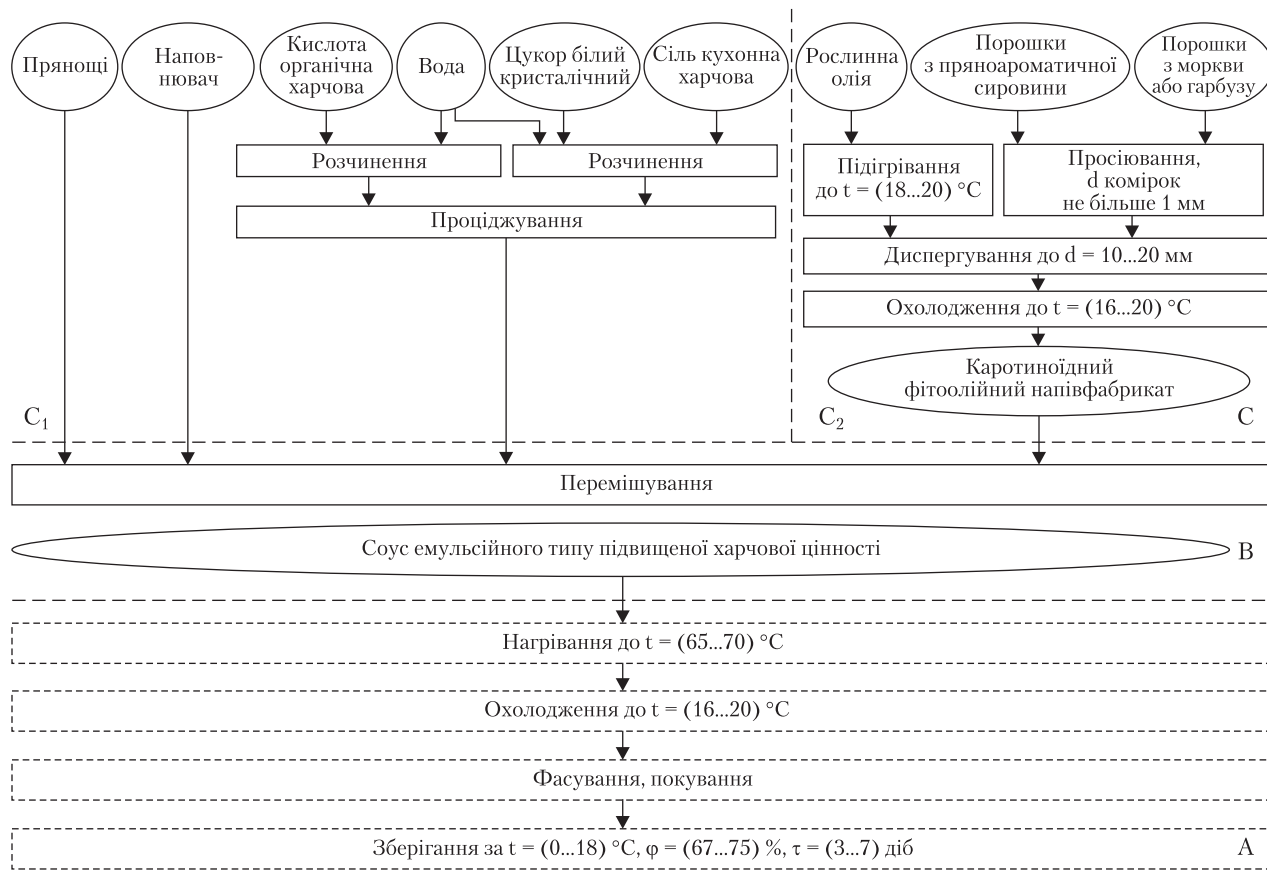 Прянощі
Напов-
нювач
Кислота
органічна
харчова
Вода
Цукор білий
кристалічний
Сіль кухонна
харчова
Рослинна
олія
Порошки
з пряноароматичної
сировини
Порошки
з моркви
або гарбузу
Розчинення
Розчинення
Проціджування
Підігрівання
до t = (18...20) °C
Просіювання,
d комірок
не більше 1 мм
Диспергування до d = 10...20 мм
Охолодження до t = (16...20) °C
Каротиноїдний
фітоолійний напівфабрикат
C₁
C₂
C
Перемішування
Соус емульсійного типу підвищеної харчової цінності
B
Нагрівання до t = (65...70) °C
Охолодження до t = (16...20) °C
Фасування, покування
Зберігання за t = (0...18) °C, φ = (67...75) %, τ = (3...7) діб
A